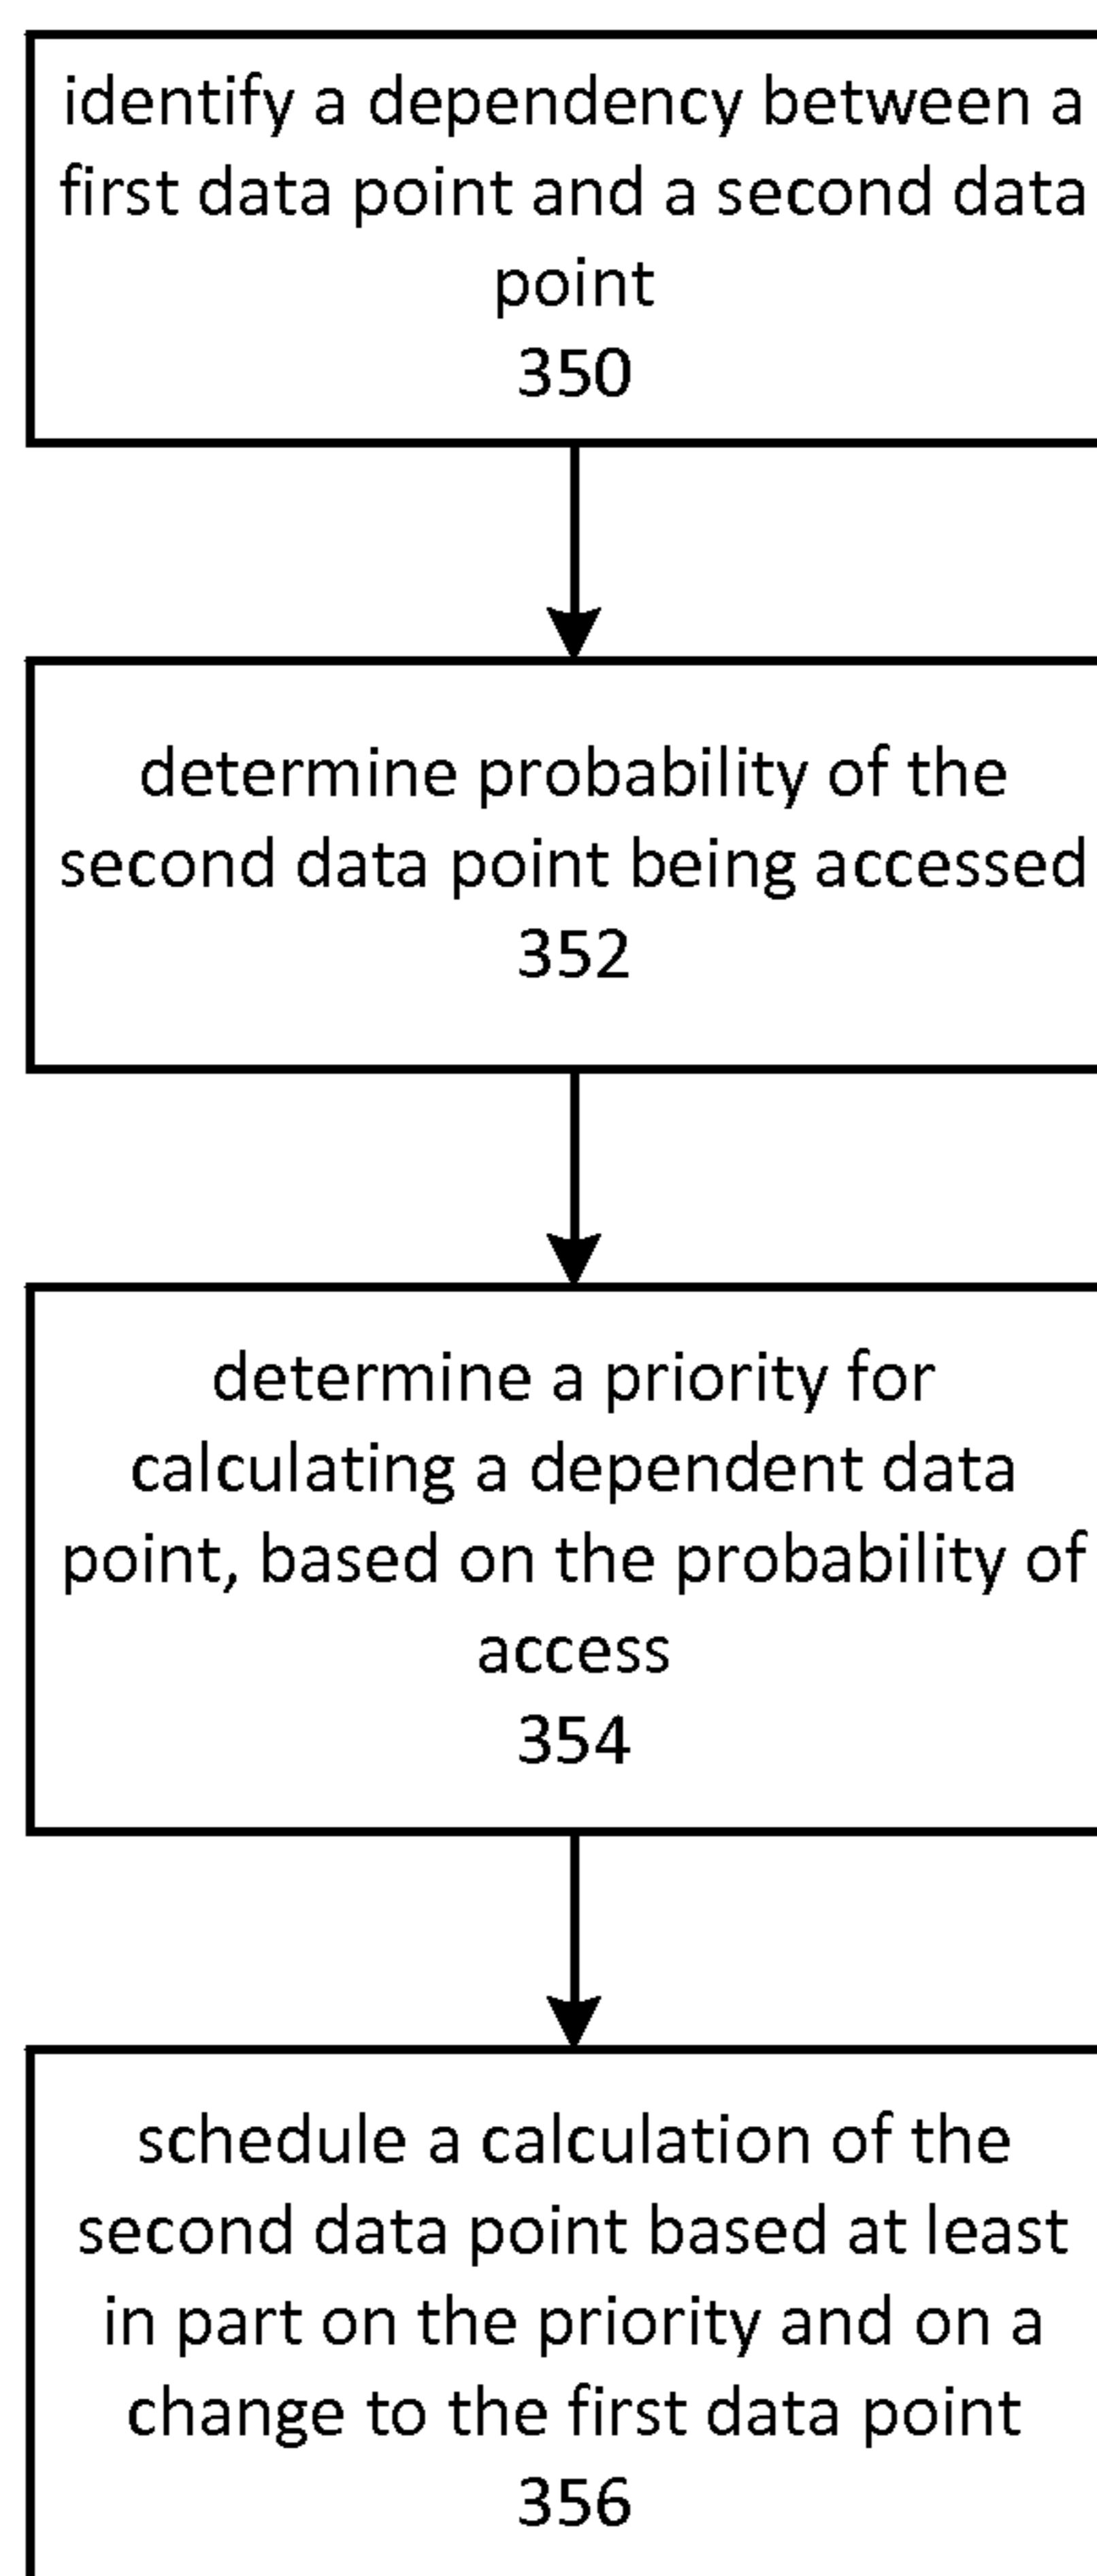 identify a dependency between a
first data point and a second data
point
350
determine probability of the
second data point being accessed
352
determine a priority for
calculating a dependent data
point, based on the probability of
access
354
schedule a calculation of the
second data point based at least
in part on the priority and on a
change to the first data point
356